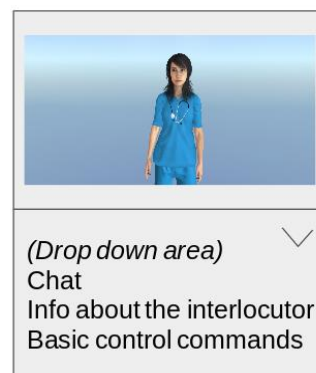 (Drop down area)
Chat
Info about the interlocutor
Basic control commands